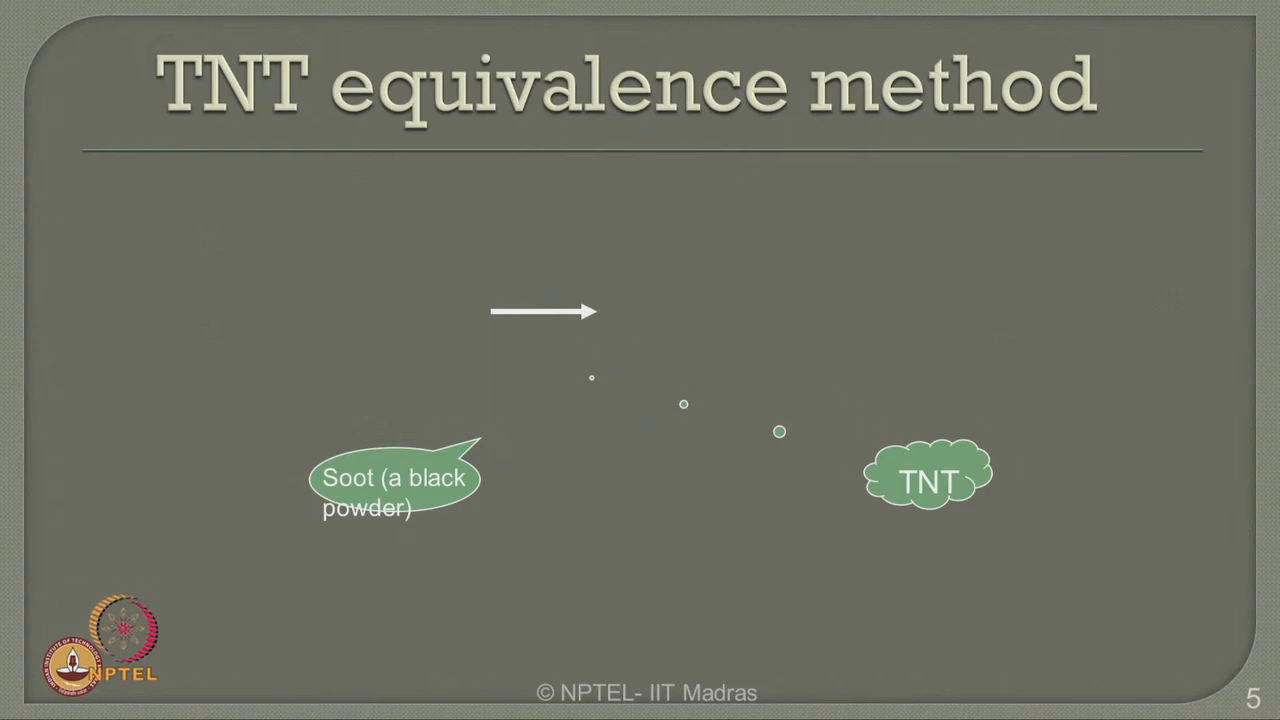 TNT equivalence method
Soot (a black
powder)
TNT
NPTEL
© NPTEL- IIT Madras
5